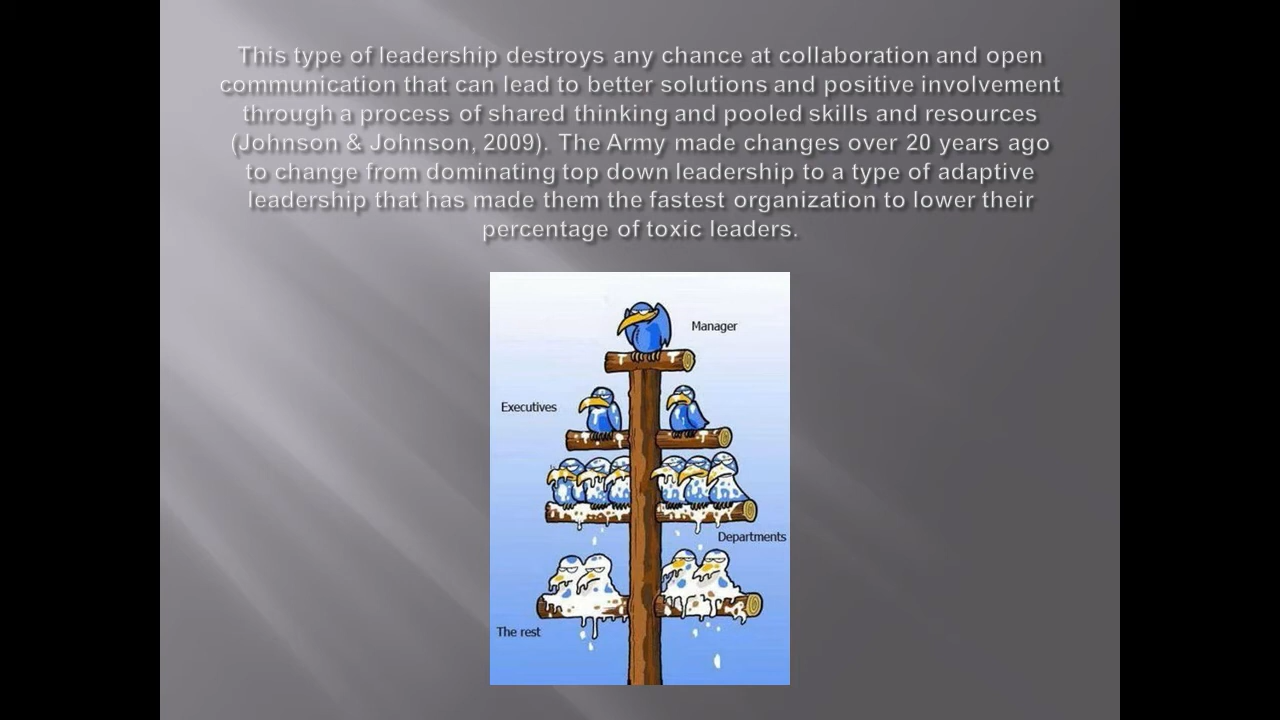 This type of leadership destroys any chance at collaboration and open
communication that can lead to better solutions and positive involvement
through a process of shared thinking and pooled skills and resources
(Johnson & Johnson, 2009). The Army made changes over 20 years ago
to change from dominating top down leadership to a type of adaptive
leadership that has made them the fastest organization to lower their
percentage of toxic leaders.
Manager
Executives
Departments
The rest